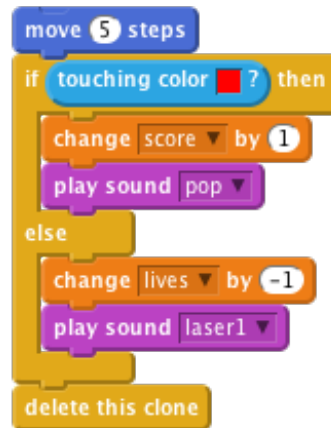 move 5 steps
if touching color ? then
change score by 1
play sound pop
else
change lives by -1
play sound laser1
delete this clone